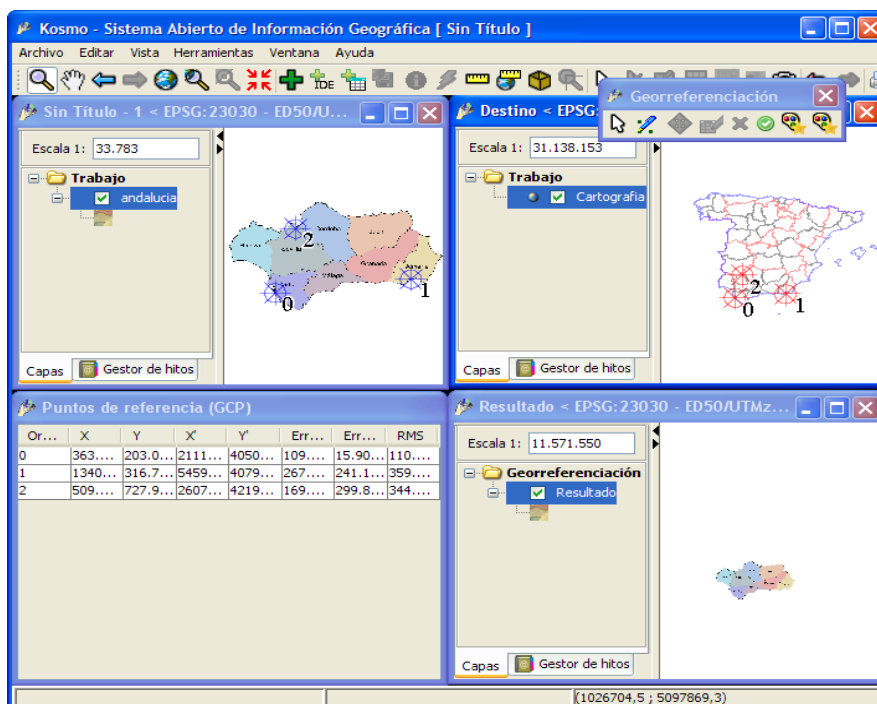 Kosmo - Sistema Abierto de Información Geográfica [ Sin Título ]
Archivo Editar Vista Herramientas Ventana Ayuda
IDE
Sin Título - 1 < EPSG:23030 - ED50/U...
Escala 1: 33.783
Trabajo
andalucia
Granada
Málaga
0
1
2
Capas
Gestor de hitos
Destino < EPSG:
Georreferenciación
Escala 1: 31.138.153
Trabajo
Cartografia
0
1
2
Capas
Gestor de hitos
Puntos de referencia (GCP)
Or... X Y X' Y' Err... Err... RMS
0 363.... 203.0... 2111... 4050... 109.... 15.90... 110....
1 1340... 316.7... 5459... 4079... 267.... 241.1... 359....
2 509.... 727.9... 2607... 4219... 169.... 299.8... 344....
Resultado < EPSG:23030 - ED50/UTMz...
Escala 1: 11.571.550
Georreferenciación
Resultado
Capas
Gestor de hitos
(1026704,5 ; 5097869,3)